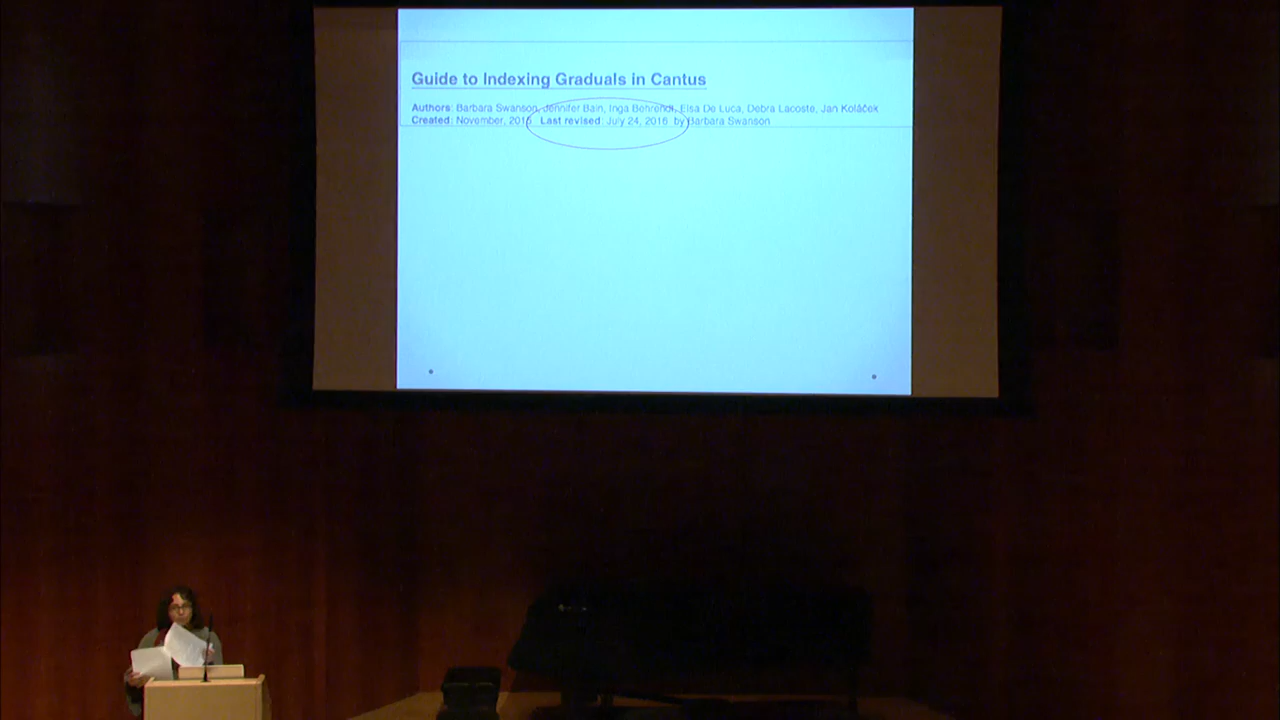 Guide to Indexing Graduals in Cantus
Authors: Barbara Swanson, Jennifer Bain, Inga Behrendt, Elsa De Luca, Debra Lacoste, Jan Koláček
Created: November, 2015 Last revised: July 24, 2016 by Barbara Swanson